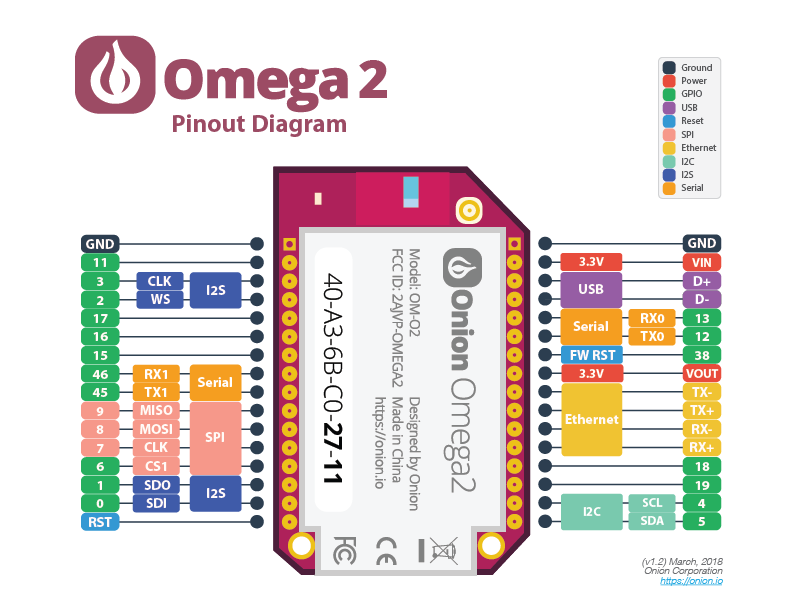 Omega 2
Pinout Diagram
Ground
Power
GPIO
USB
Reset
SPI
Ethernet
I2C
I2S
Serial
GND
11
3 CLK I2S
2 WS
17
16
15
46 RX1 Serial
45 TX1
9 MISO SPI
8 MOSI
7 CLK
6 CS1
1 SDO I2S
0 SDI
RST
40-A3-6B-C0-27-11
Model: OM-O2
FCC ID: 2AJVP-OMEGA2
Designed by Onion
Made in China
https://onion.io
Onion Omega2
FC CE
GND
3.3V VIN
USB D+
D-
Serial RX0 13
TX0 12
FW RST 38
3.3V VOUT
Ethernet TX-
TX+
RX-
RX+
18
19
I2C SCL 4
SDA 5
(v1.2) March, 2018
Onion Corporation
https://onion.io